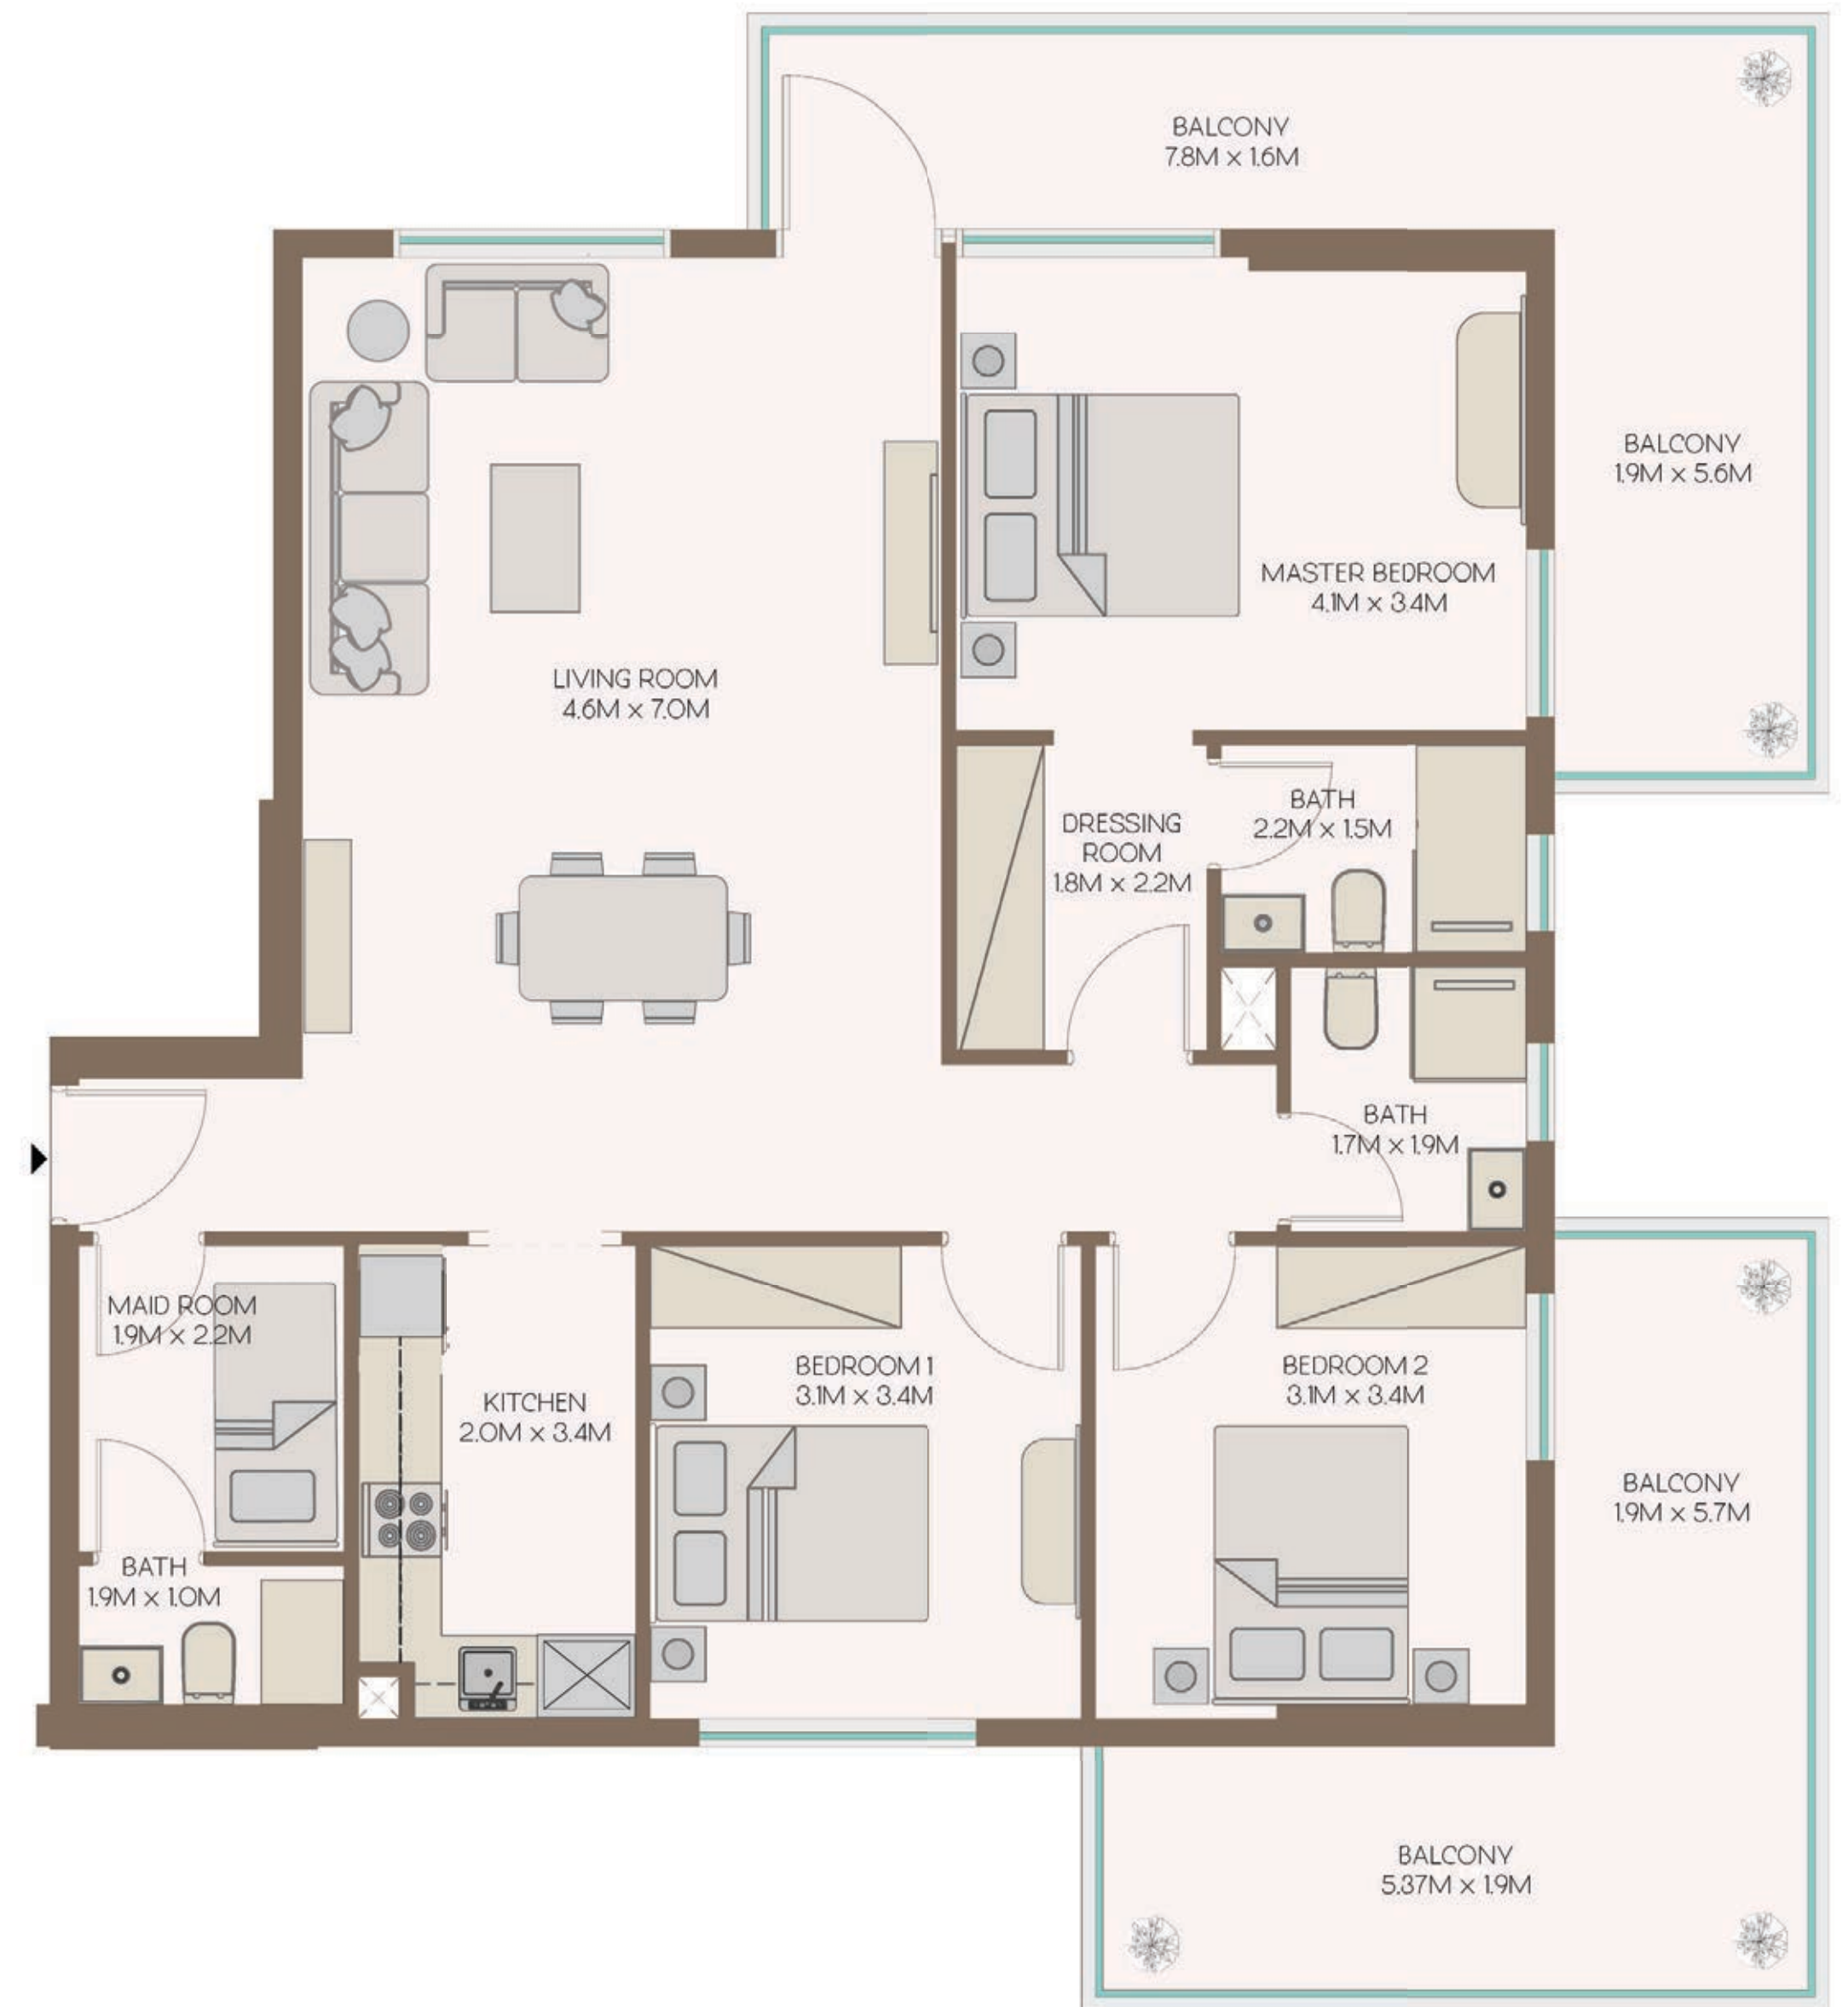 BALCONY
7.8M x 1.6M
BALCONY
1.9M x 5.6M
MASTER BEDROOM
4.1M x 3.4M
LIVING ROOM
4.6M x 7.0M
BATH
2.2M x 1.5M
DRESSING
ROOM
1.8M x 2.2M
BATH
1.7M x 1.9M
MAID ROOM
1.9M x 2.2M
KITCHEN
2.0M x 3.4M
BEDROOM 1
3.1M x 3.4M
BEDROOM 2
3.1M x 3.4M
BALCONY
1.9M x 5.7M
BATH
1.9M x 1.0M
BALCONY
5.37M x 1.9M